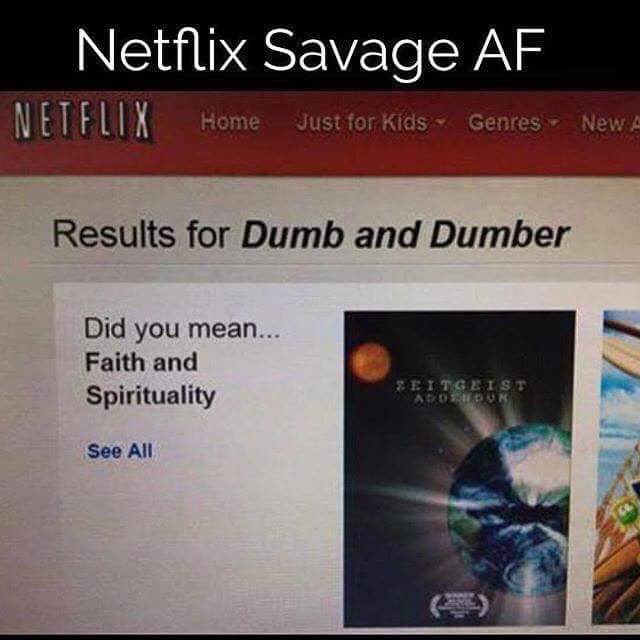 Netflix Savage AF
NETFLIX Home Just for Kids Genres New A
Results for Dumb and Dumber
Did you mean...
Faith and
Spirituality
See All
ZEITGEIST
ADDENDUM